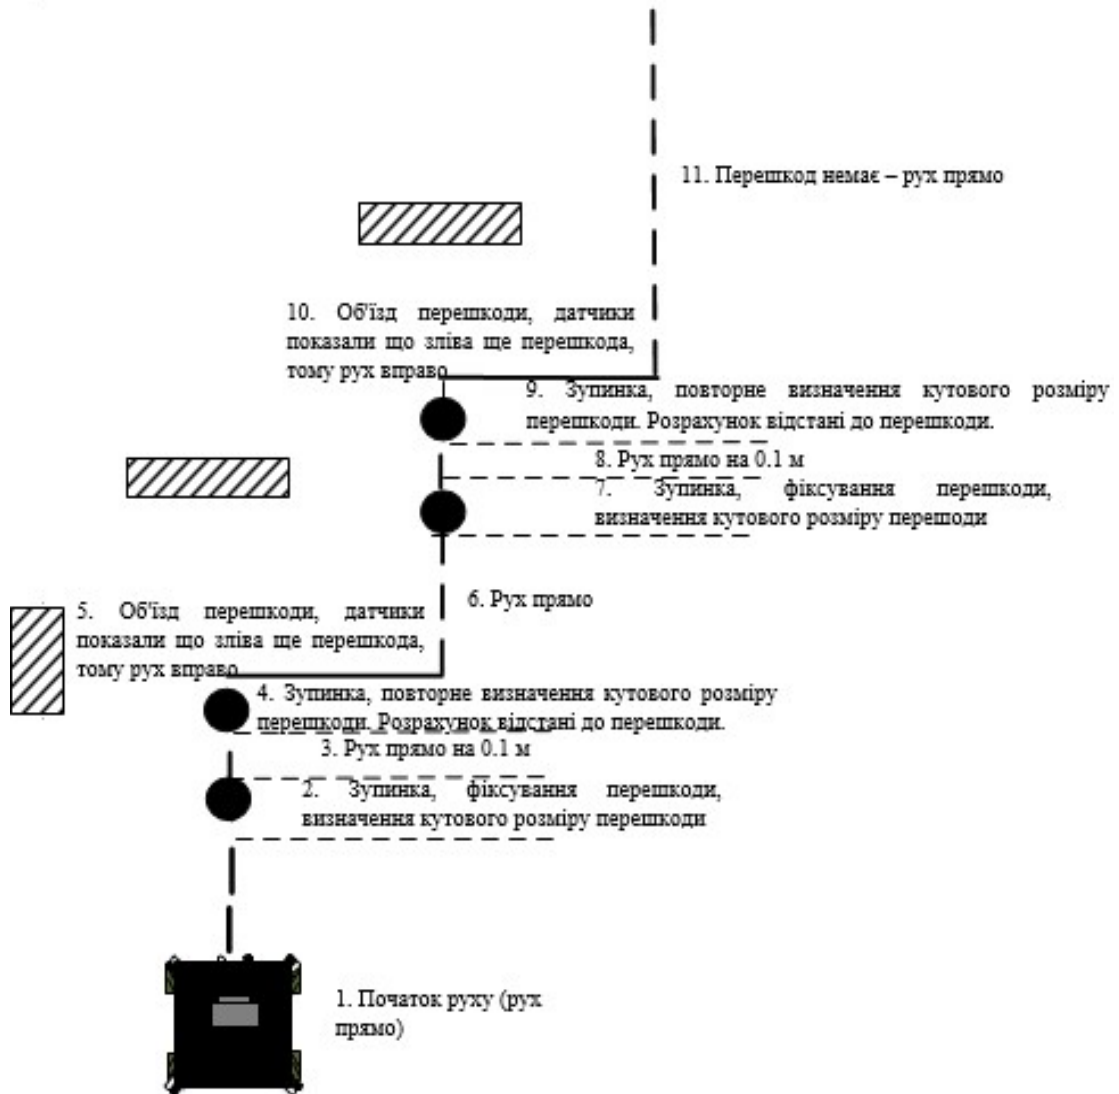 11. Перешкод немає – рух прямо
10. Об'їзд перешкоди, датчики
показали що зліва ще перешкода,
тому рух вправо
9. Зупинка, повторне визначення кутового розміру
перешкоди. Розрахунок відстані до перешкоди.
8. Рух прямо на 0.1 м
7. Зупинка, фіксування перешкоди,
визначення кутового розміру перешоди
6. Рух прямо
5. Об'їзд перешкоди, датчики
показали що зліва ще перешкода,
тому рух вправо
4. Зупинка, повторне визначення кутового розміру
перешкоди. Розрахунок відстані до перешкоди.
3. Рух прямо на 0.1 м
2. Зупинка, фіксування перешкоди,
визначення кутового розміру перешкоди
1. Початок руху (рух
прямо)